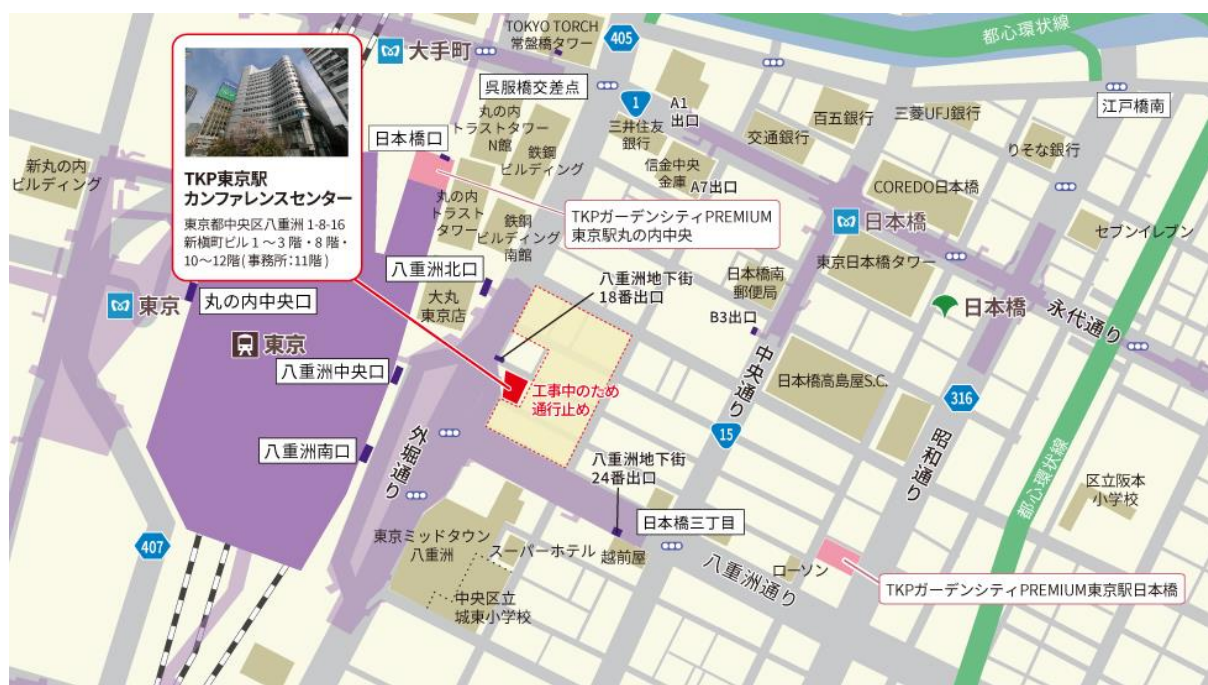 TOKYO TORCH
常盤橋タワー
405
都心環状線
大手町
呉服橋交差点
1
A1
出口
江戸橋南
丸の内
トラストタワー
N館
三井住友
銀行
百五銀行
三菱UFJ銀行
交通銀行
りそな銀行
日本橋口
鉄鋼
ビルディング
信金中央
金庫
A7出口
新丸の内
ビルディング
TKP東京駅
カンファレンスセンター
東京都中央区八重洲 1-8-16
新槇町ビル 1 ～ 3 階・8 階・
10～12階 ( 事務所：11階 )
丸の内
トラスト
タワー
鉄鋼
ビルディング
南館
TKPガーデンシティPREMIUM
東京駅丸の内中央
COREDO日本橋
日本橋
セブンイレブン
東京日本橋タワー
八重洲北口
八重洲地下街
18番出口
日本橋南
郵便局
東京
丸の内中央口
大丸
東京店
B3出口
日本橋
永代通り
東京
八重洲中央口
中央通り
日本橋高島屋S.C.
工事中のため
通行止め
316
15
八重洲南口
外堀通り
昭和通り
八重洲地下街
24番出口
都心環状線
区立阪本
小学校
407
東京ミッドタウン
八重洲
スーパーホテル
越前屋
日本橋三丁目
八重洲通り
ローソン
TKPガーデンシティPREMIUM東京駅日本橋
中央区立
城東小学校